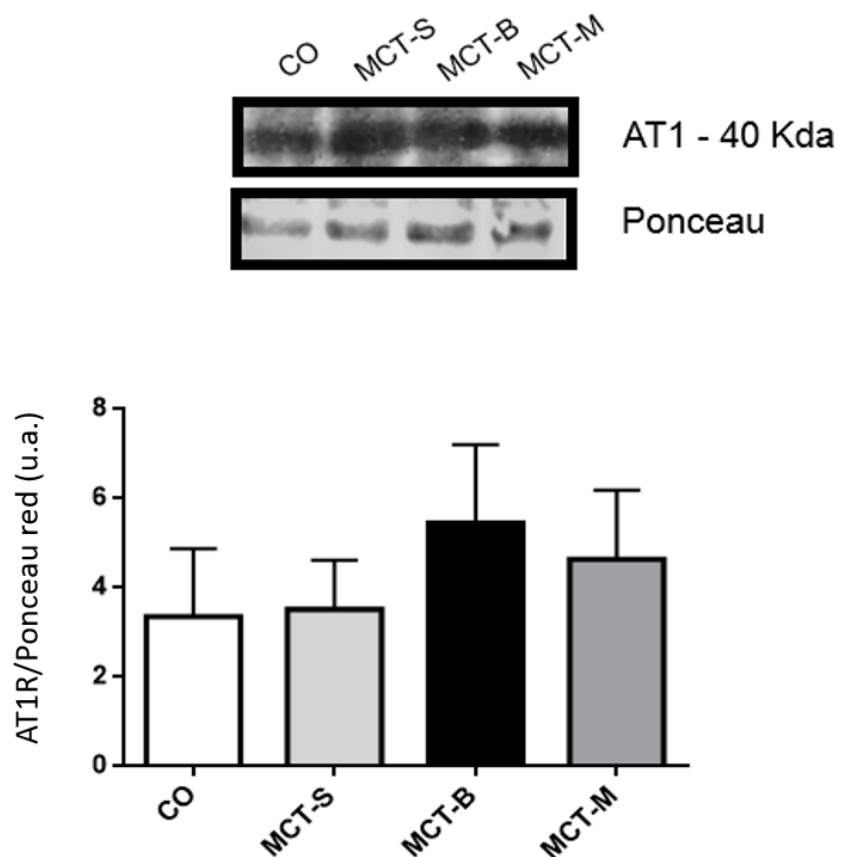 CO MCT-S MCT-B MCT-M
AT1 - 40 Kda
Ponceau
AT1R/Ponceau red (u.a.)
8
6
4
2
0
CO MCT-S MCT-B MCT-M